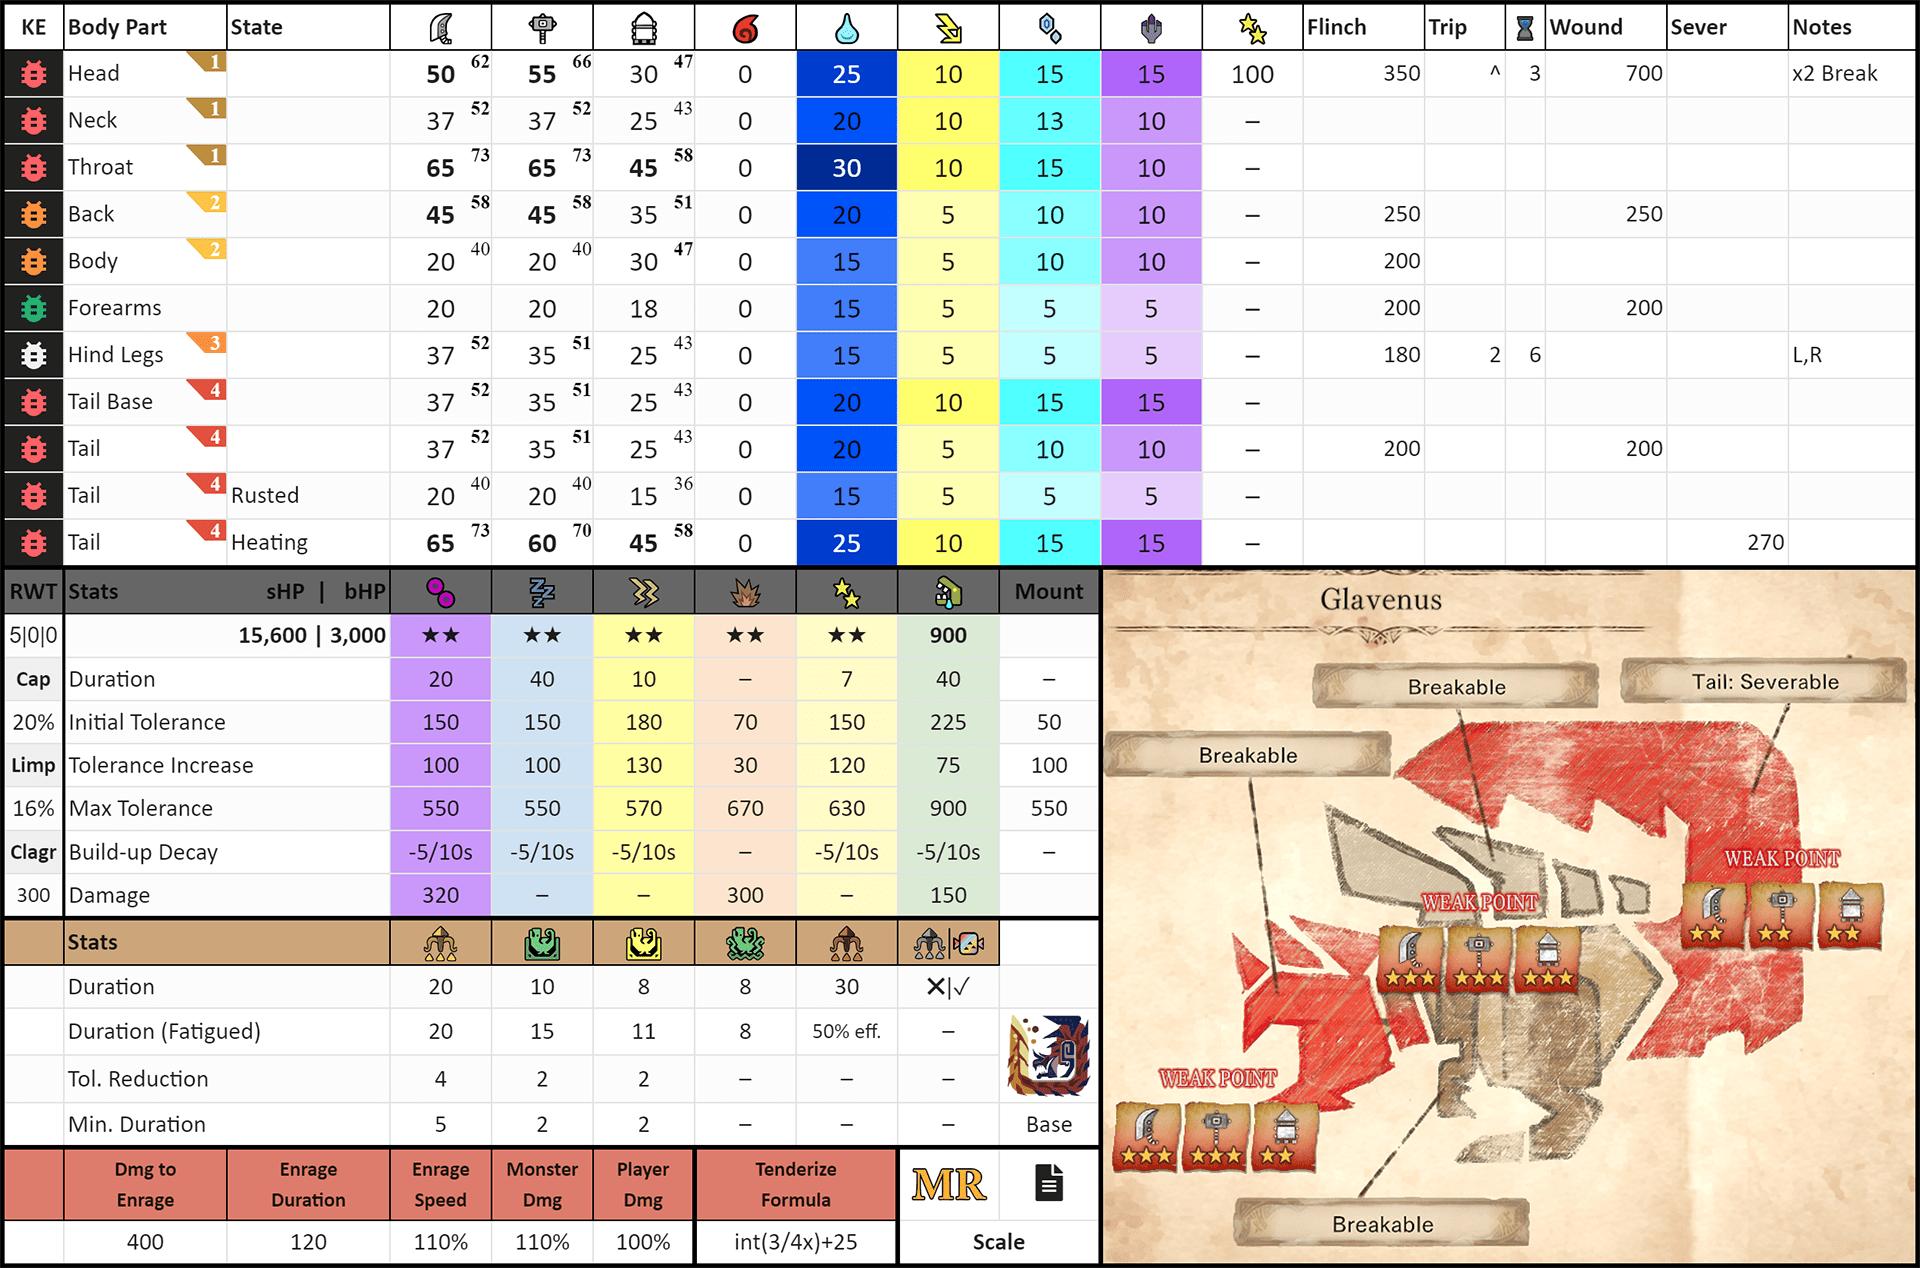 KE Body Part State Flinch Trip Wound Sever Notes
Head 1 50 62 55 66 30 47 0 25 10 15 15 100 350 ^ 3 700 x2 Break
Neck 1 37 52 37 52 25 43 0 20 10 13 10 –
Throat 1 65 73 65 73 45 58 0 30 10 15 10 –
Back 2 45 58 45 58 35 51 0 20 5 10 10 – 250 250
Body 2 20 40 20 40 30 47 0 15 5 10 10 – 200
Forearms 20 20 18 0 15 5 5 5 – 200 200
Hind Legs 3 37 52 35 51 25 43 0 15 5 5 5 – 180 2 6 L,R
Tail Base 4 37 52 35 51 25 43 0 20 10 15 15 –
Tail 4 37 52 35 51 25 43 0 20 5 10 10 – 200 200
Tail 4 Rusted 20 40 20 40 15 36 0 15 5 5 5 –
Tail 4 Heating 65 73 60 70 45 58 0 25 10 15 15 – 270
RWT Stats sHP | bHP Mount
5|0|0 15,600 | 3,000 ★★ ★★ ★★ ★★ ★★ 900
Cap Duration 20 40 10 – 7 40 –
20% Initial Tolerance 150 150 180 70 150 225 50
Limp Tolerance Increase 100 100 130 30 120 75 100
16% Max Tolerance 550 550 570 670 630 900 550
Clagr Build-up Decay -5/10s -5/10s -5/10s – -5/10s -5/10s –
300 Damage 320 – – 300 – 150
Stats
Duration 20 10 8 8 30 ✕|✓
Duration (Fatigued) 20 15 11 8 50% eff. –
Tol. Reduction 4 2 2 – – –
Min. Duration 5 2 2 – – – Base
Dmg to Enrage Enrage Monster Player Tenderize
Enrage Duration Speed Dmg Dmg Formula
MR
400 120 110% 110% 100% int(3/4x)+25 Scale
Glavenus
Breakable
Tail: Severable
Breakable
WEAK POINT
WEAK POINT
WEAK POINT
Breakable